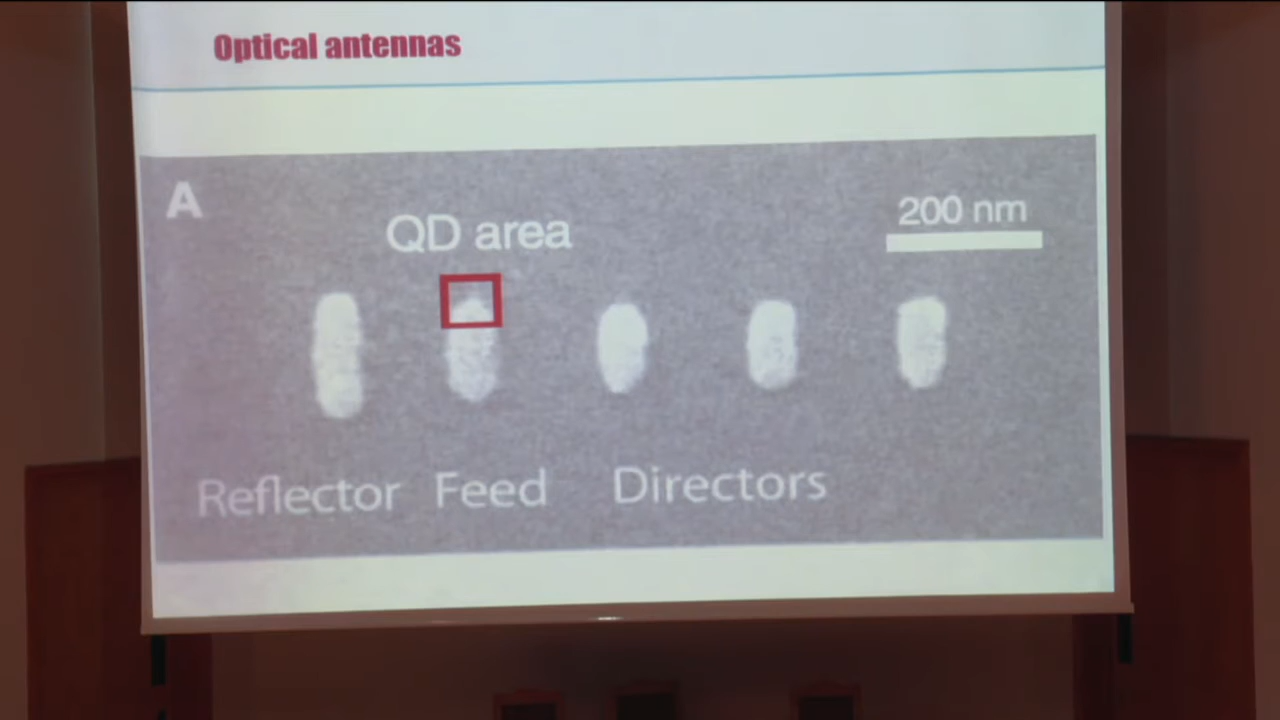 Optical antennas
A
QD area
200 nm
Reflector
Feed
Directors